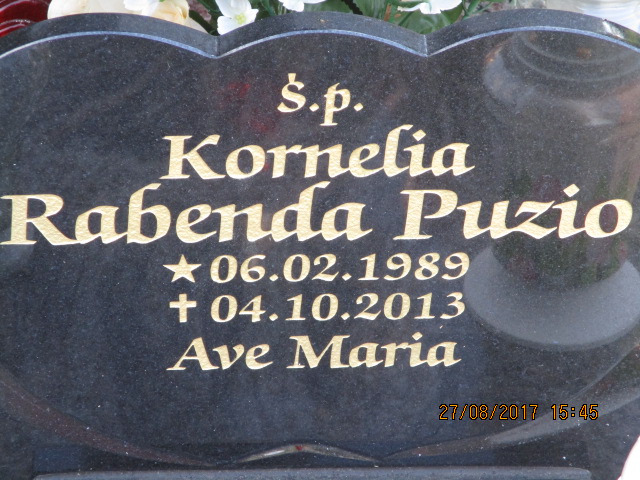 Ś.p.
Kornelia
Rabenda Puzio
★06.02.1989
✝04.10.2013
Ave Maria
27/08/2017 15:45